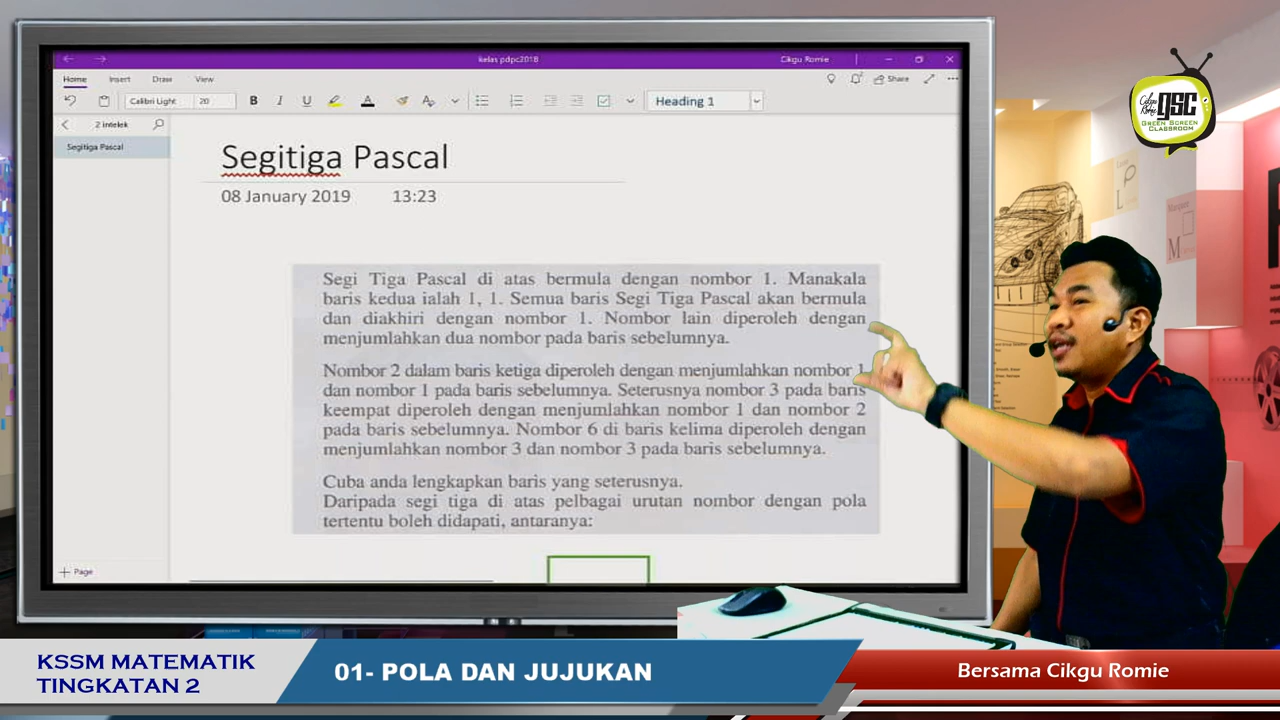 kelas pdpc2018
Cikgu Romie
Home Insert Draw View
Share
Calibri Light 20 B I U A Heading 1
2 intelek
Segitiga Pascal
Segitiga Pascal
08 January 2019 13:23
Segi Tiga Pascal di atas bermula dengan nombor 1. Manakala
baris kedua ialah 1, 1. Semua baris Segi Tiga Pascal akan bermula
dan diakhiri dengan nombor 1. Nombor lain diperoleh dengan
menjumlahkan dua nombor pada baris sebelumnya.
Nombor 2 dalam baris ketiga diperoleh dengan menjumlahkan nombor 1
dan nombor 1 pada baris sebelumnya. Seterusnya nombor 3 pada baris
keempat diperoleh dengan menjumlahkan nombor 1 dan nombor 2
pada baris sebelumnya. Nombor 6 di baris kelima diperoleh dengan
menjumlahkan nombor 3 dan nombor 3 pada baris sebelumnya.
Cuba anda lengkapkan baris yang seterusnya.
Daripada segi tiga di atas pelbagai urutan nombor dengan pola
tertentu boleh didapati, antaranya:
+ Page
Cikgu
Romie
gsc
Green Screen
Classroom
KSSM MATEMATIK
TINGKATAN 2
01- POLA DAN JUJUKAN
Bersama Cikgu Romie